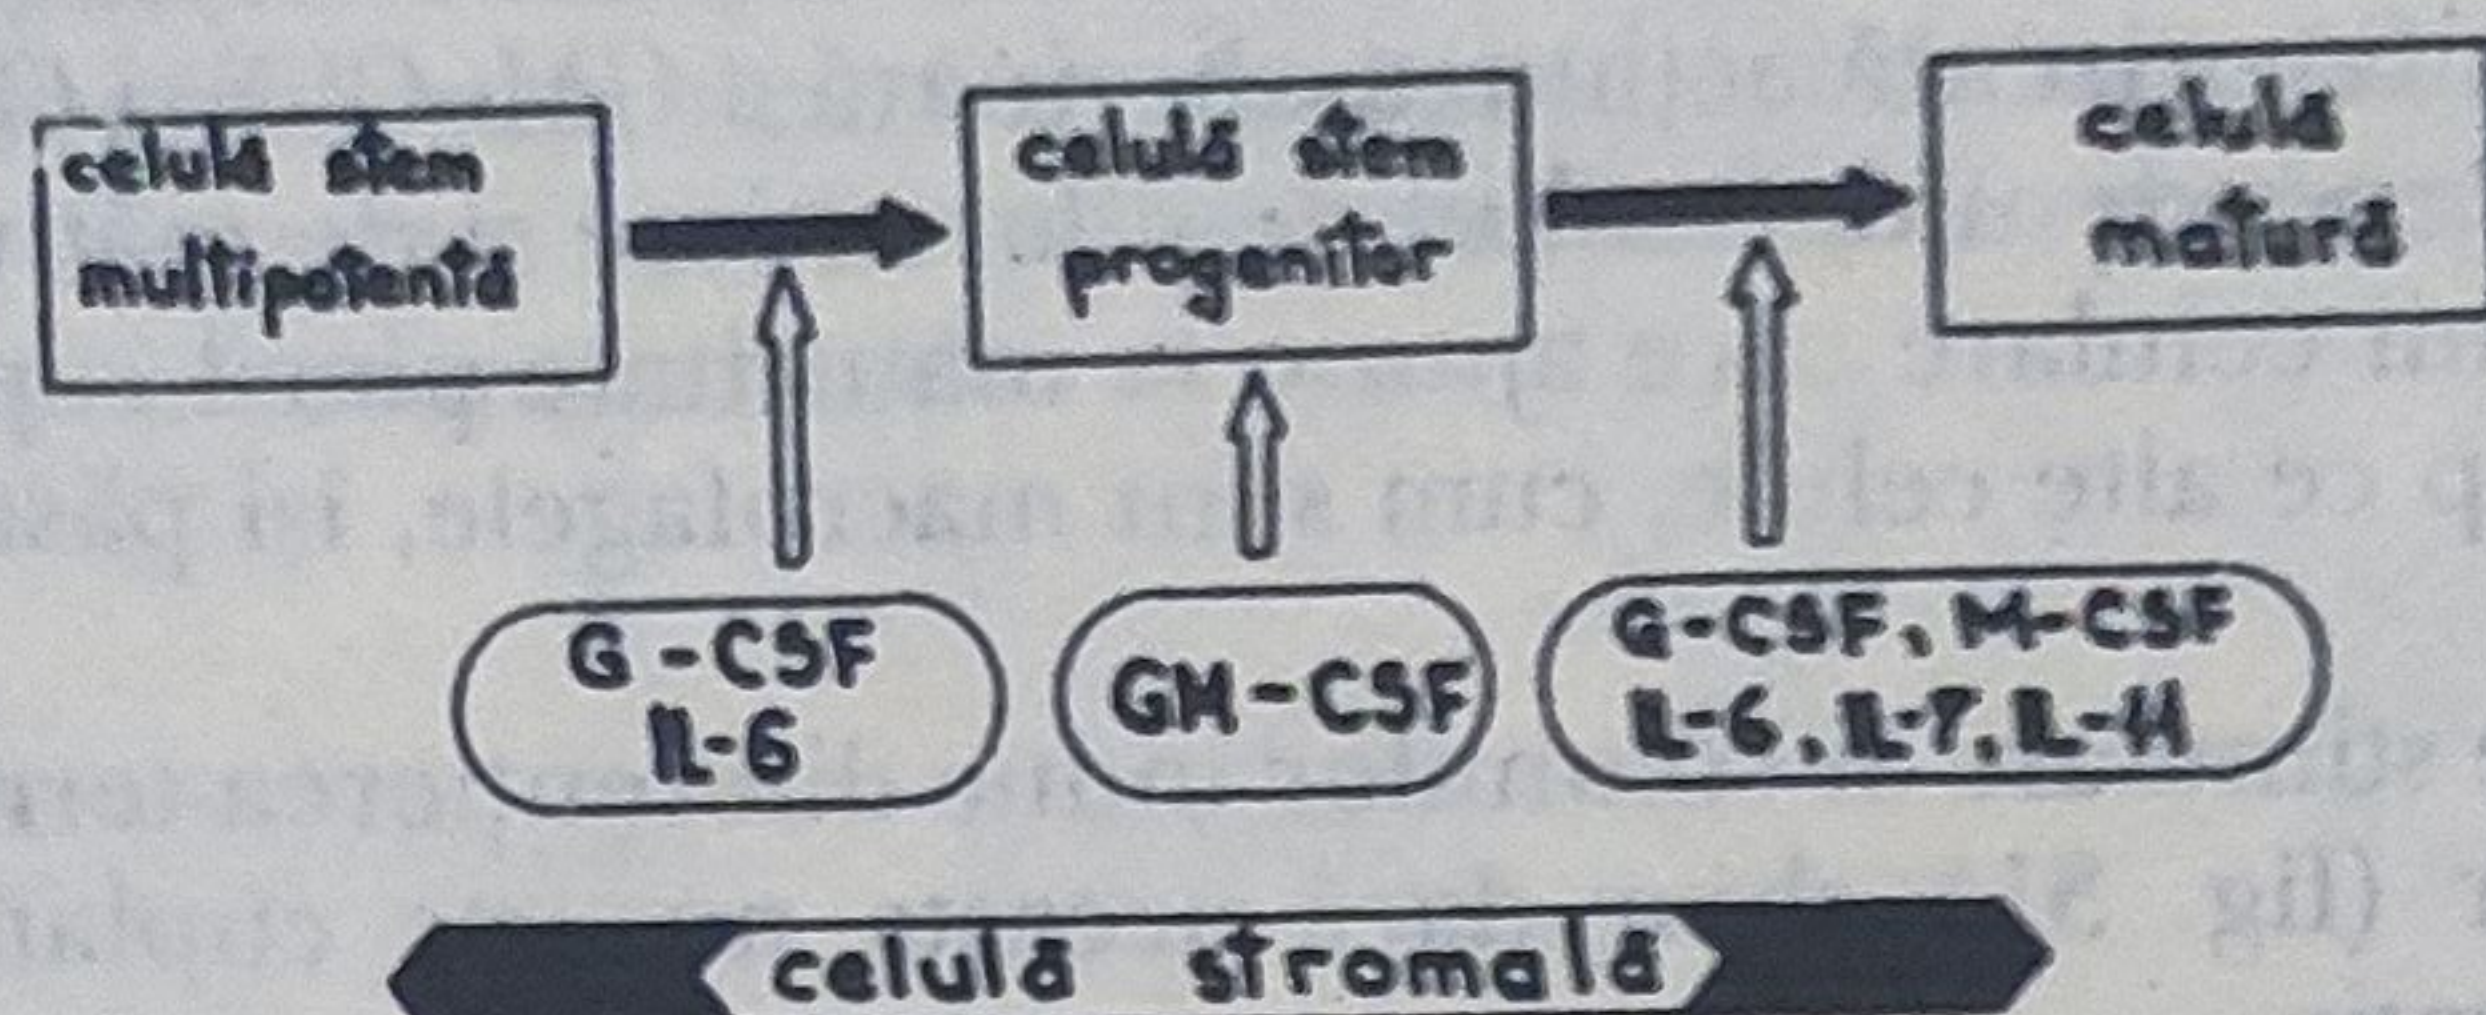 celulă stem
multipotentă
celulă stem
progenitor
celulă
matură
G-CSF
IL-6
GM-CSF
G-CSF, M-CSF
IL-6, IL-7, IL-11
celulă stromală